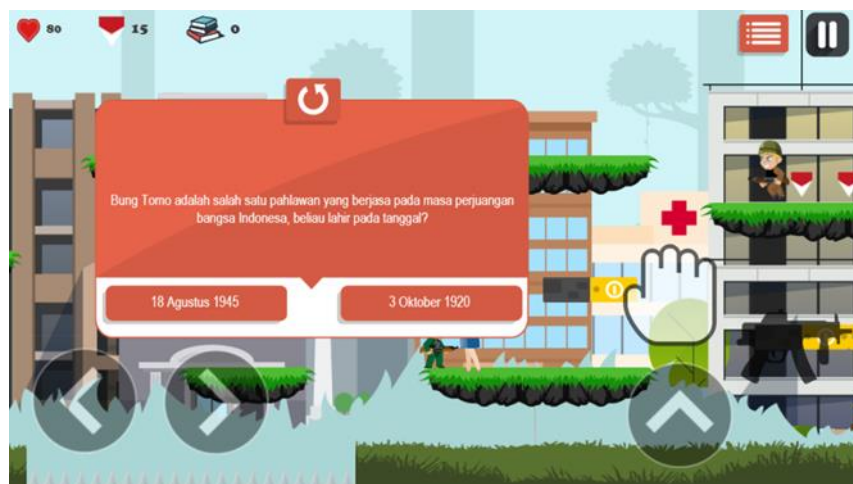 80 15 0
Bung Tomo adalah salah satu pahlawan yang berjasa pada masa perjuangan
bangsa Indonesa, beliau lahir pada tanggal?
18 Agustus 1945 3 Oktober 1920